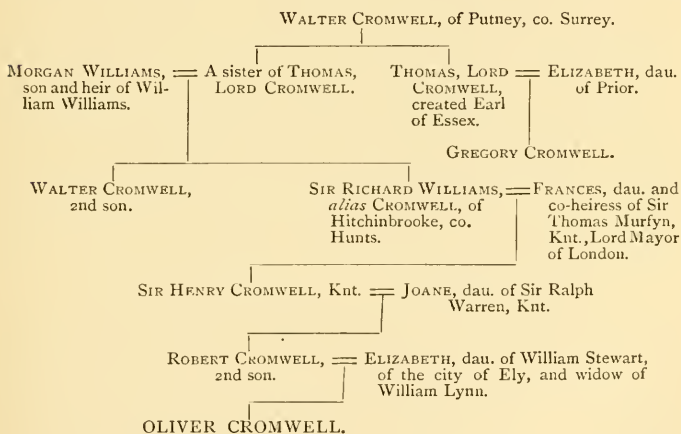 WALTER CROMWELL, of Putney, co. Surrey.
MORGAN WILLIAMS,
son and heir of Wil-
liam Williams.
A sister of THOMAS,
LORD CROMWELL.
THOMAS, LORD
CROMWELL,
created Earl
of Essex.
ELIZABETH, dau.
of Prior.
GREGORY CROMWELL.
WALTER CROMWELL,
2nd son.
SIR RICHARD WILLIAMS,
alias CROMWELL, of
Hitchinbrooke, co.
Hunts.
FRANCES, dau. and
co-heiress of Sir
Thomas Murfyn,
Knt., Lord Mayor
of London.
SIR HENRY CROMWELL, Knt.
JOANE, dau. of Sir Ralph
Warren, Knt.
ROBERT CROMWELL,
2nd son.
ELIZABETH, dau. of William Stewart,
of the city of Ely, and widow of
William Lynn.
OLIVER CROMWELL.